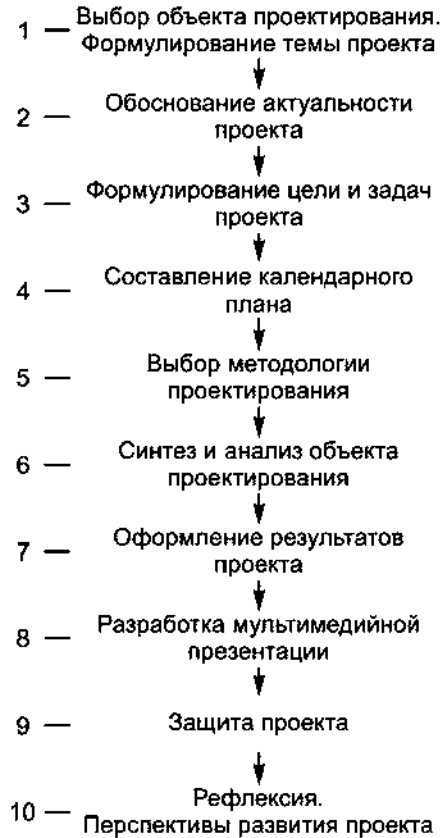 1 — Выбор объекта проектирования.
Формулирование темы проекта
2 — Обоснование актуальности
проекта
3 — Формулирование цели и задач
проекта
4 — Составление календарного
плана
5 — Выбор методологии
проектирования
6 — Синтез и анализ объекта
проектирования
7 — Оформление результатов
проекта
8 — Разработка мультимедийной
презентации
9 — Защита проекта
10 — Рефлексия.
Перспективы развития проекта